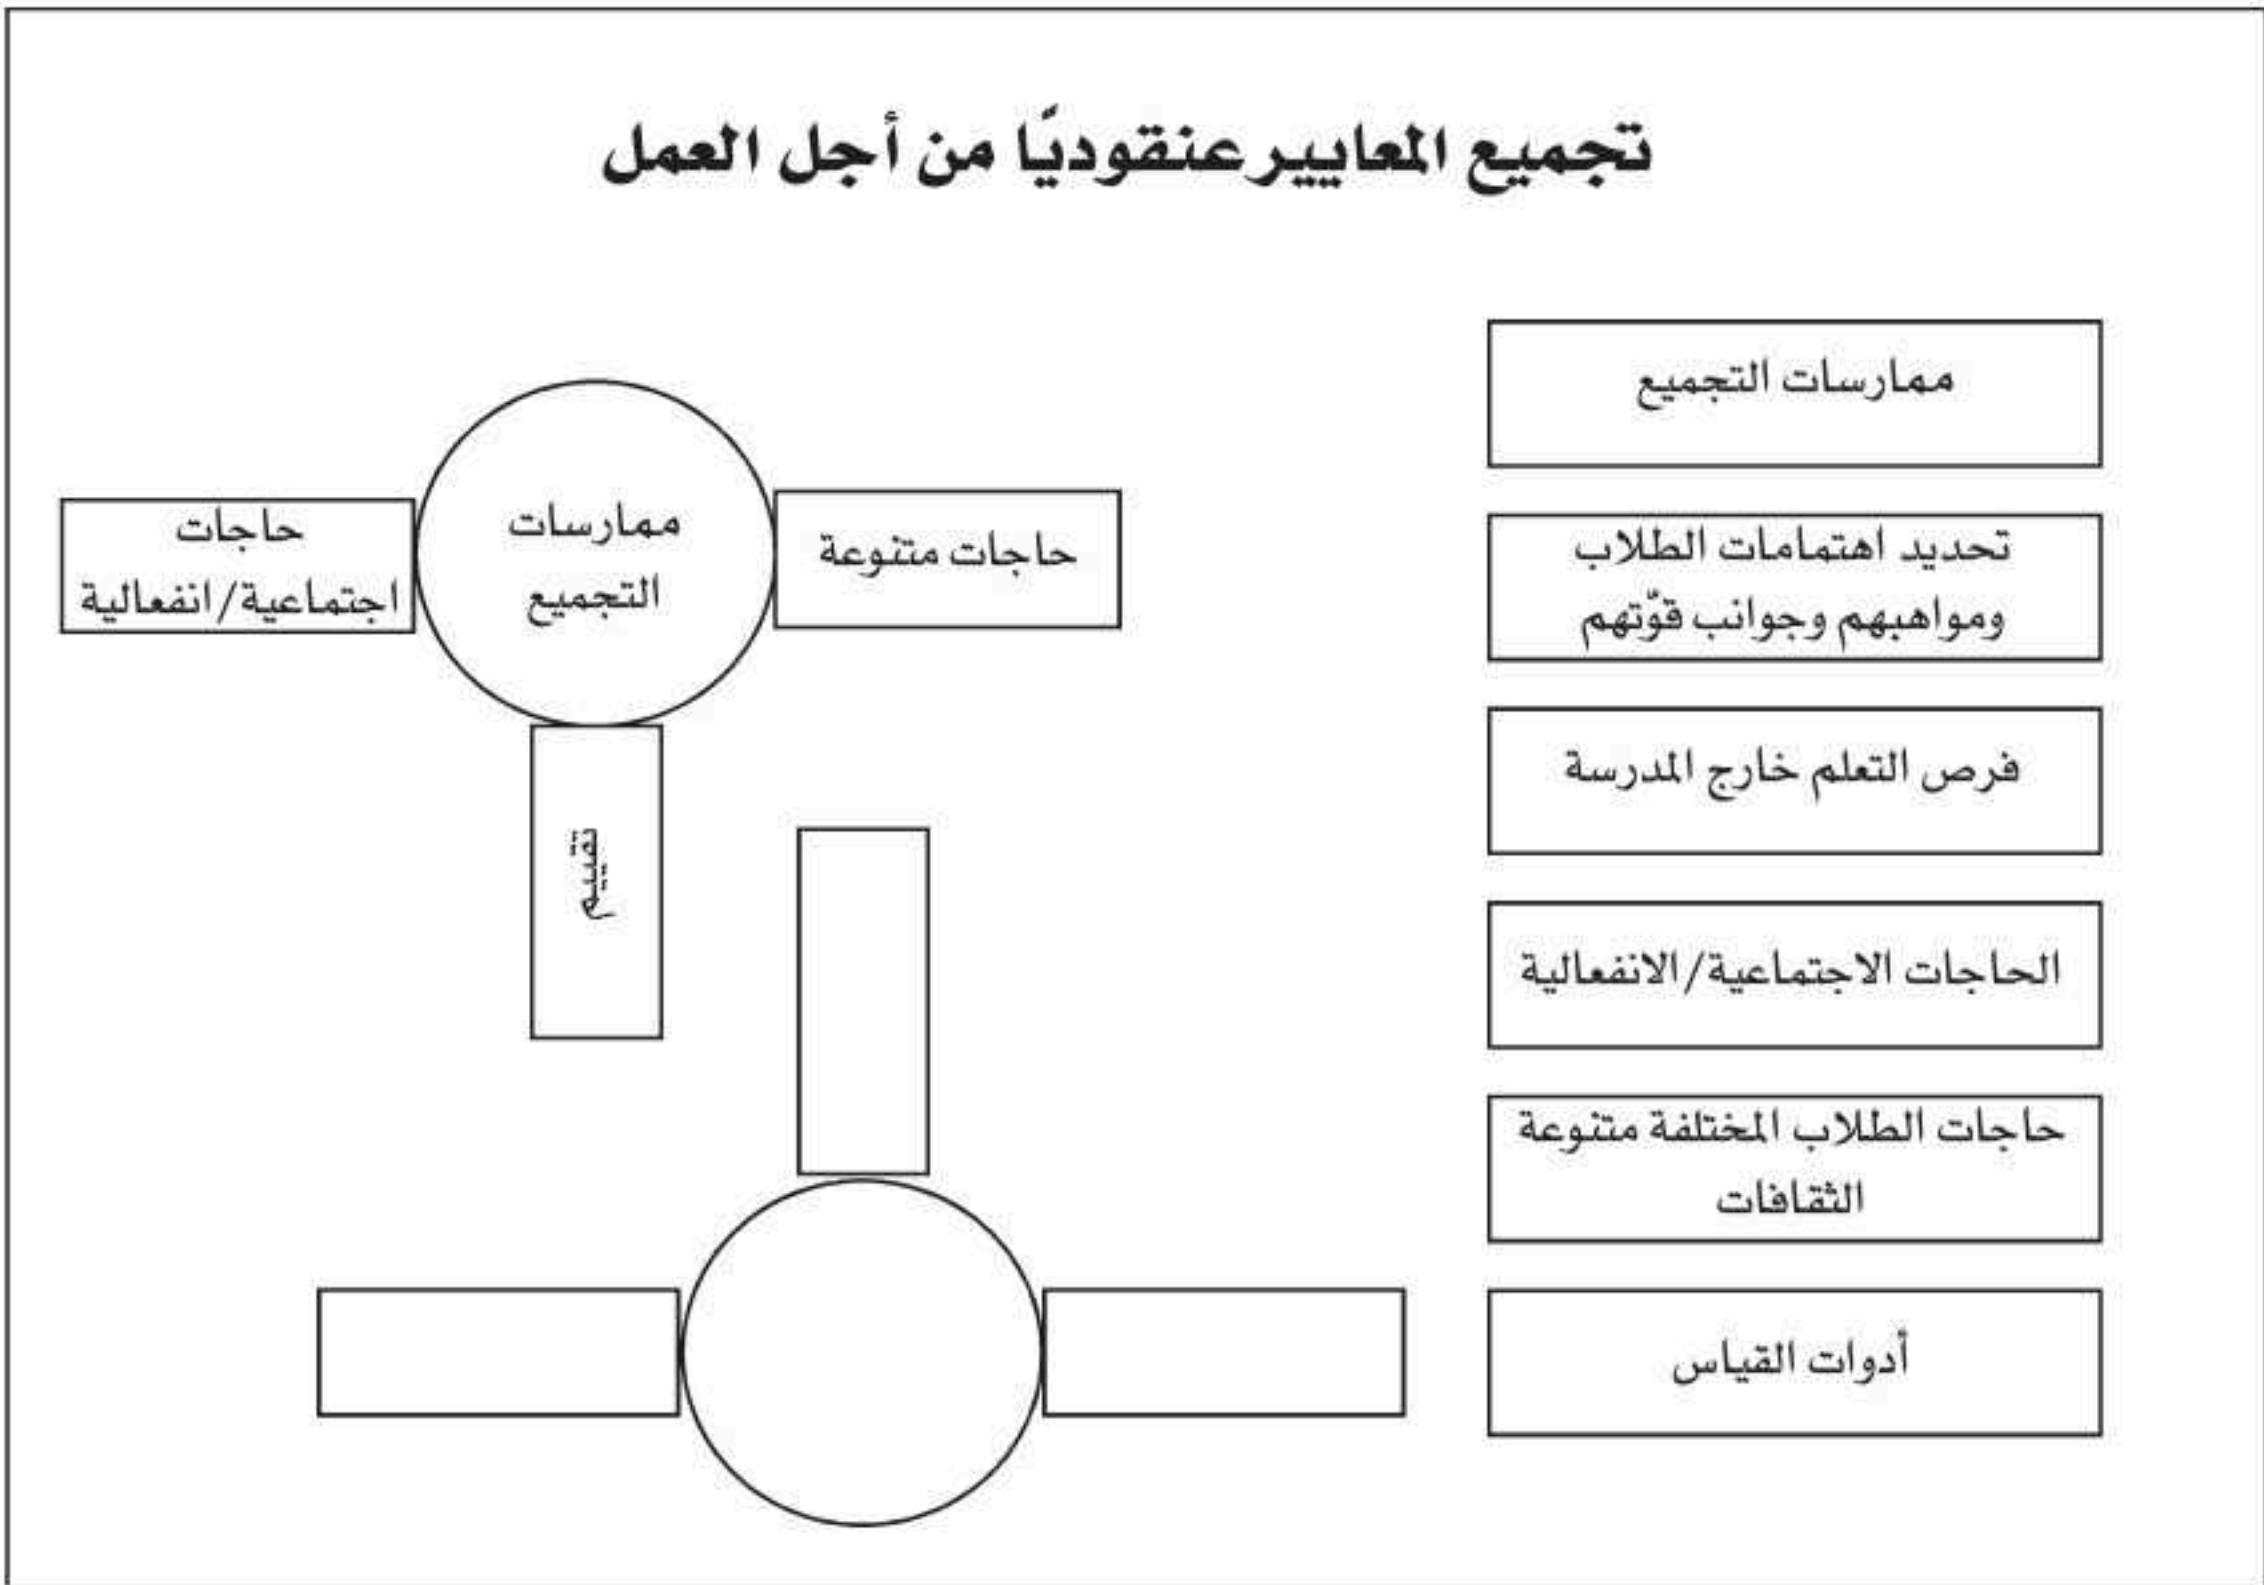 تجميع المعايير عنقوديًا من أجل العمل
ممارسات التجميع
تحديد اهتمامات الطلاب
ومواهبهم وجوانب قوّتهم
فرص التعلم خارج المدرسة
الحاجات الاجتماعية/الانفعالية
حاجات الطلاب المختلفة متنوعة
الثقافات
أدوات القياس
حاجات متنوعة
ممارسات
التجميع
حاجات
اجتماعية/انفعالية
تقييم